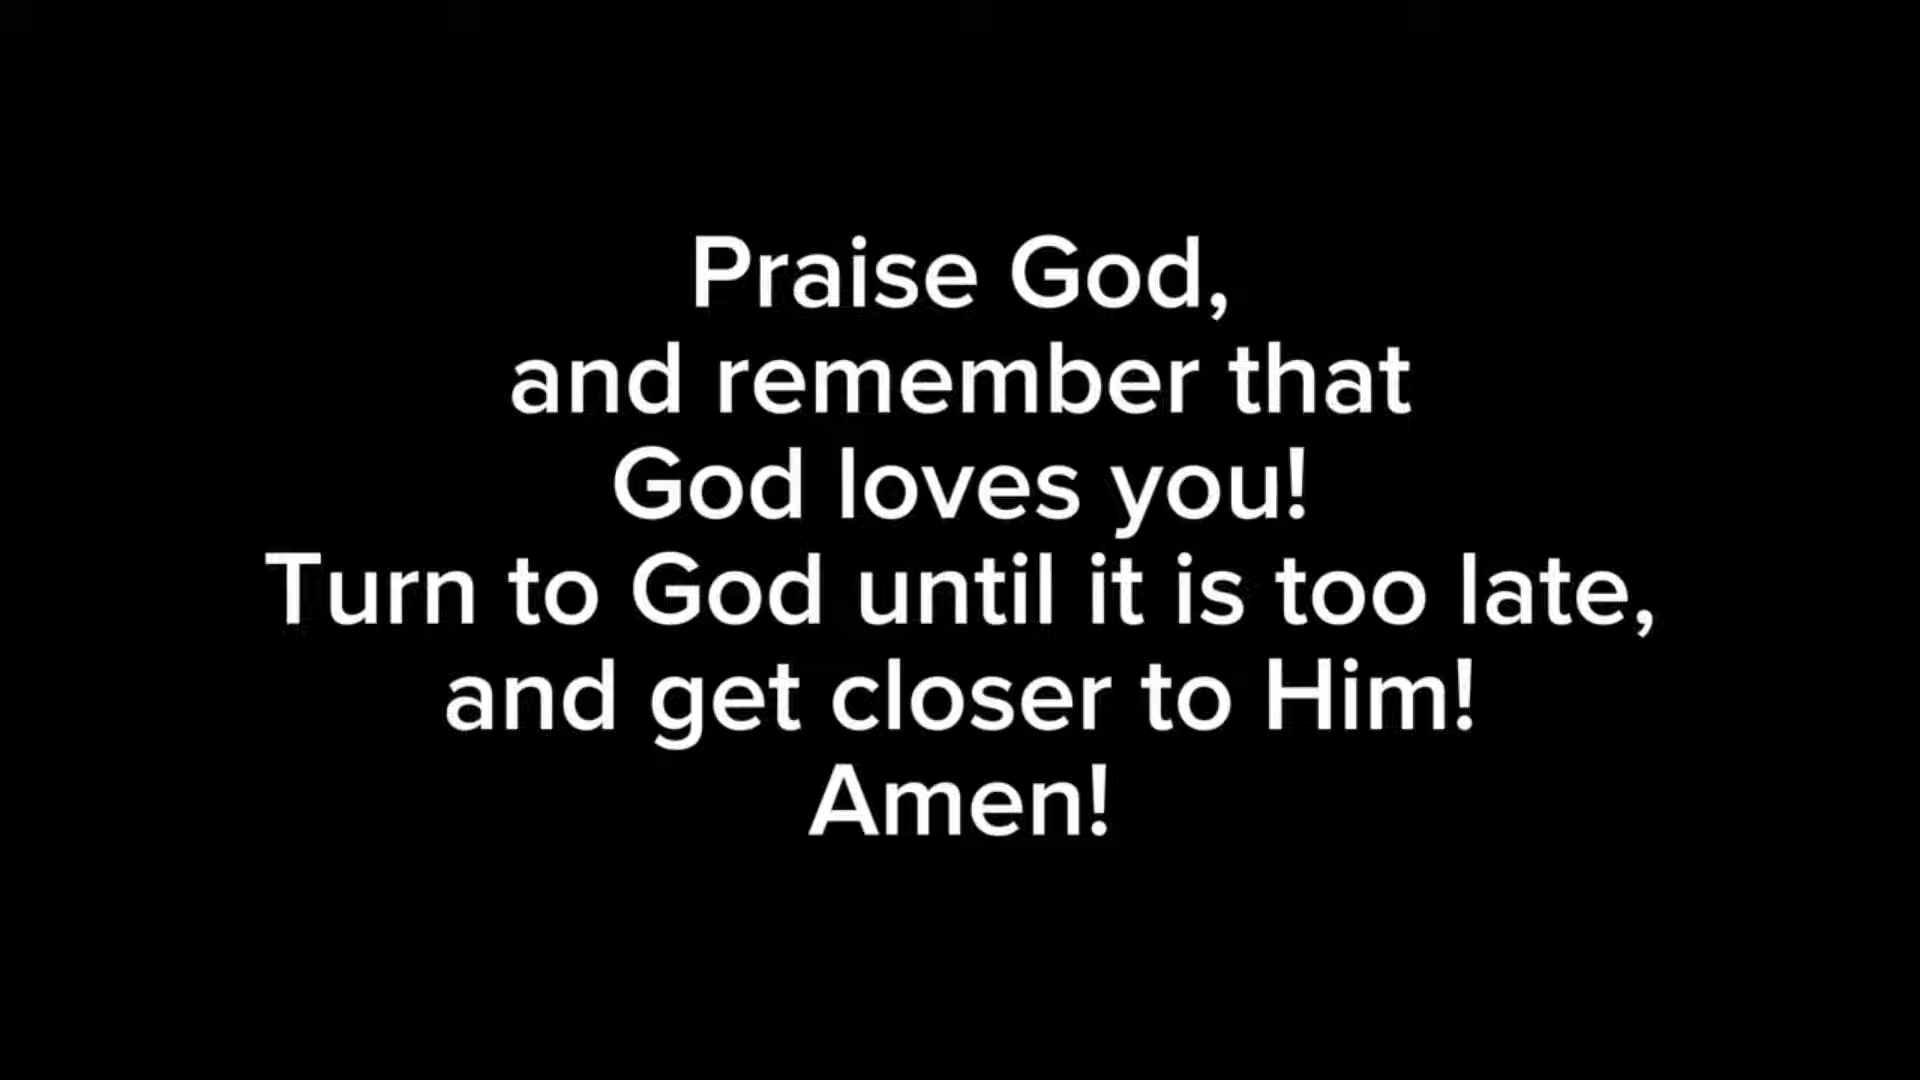 Praise God,
and remember that
God loves you!
Turn to God until it is too late,
and get closer to Him!
Amen!